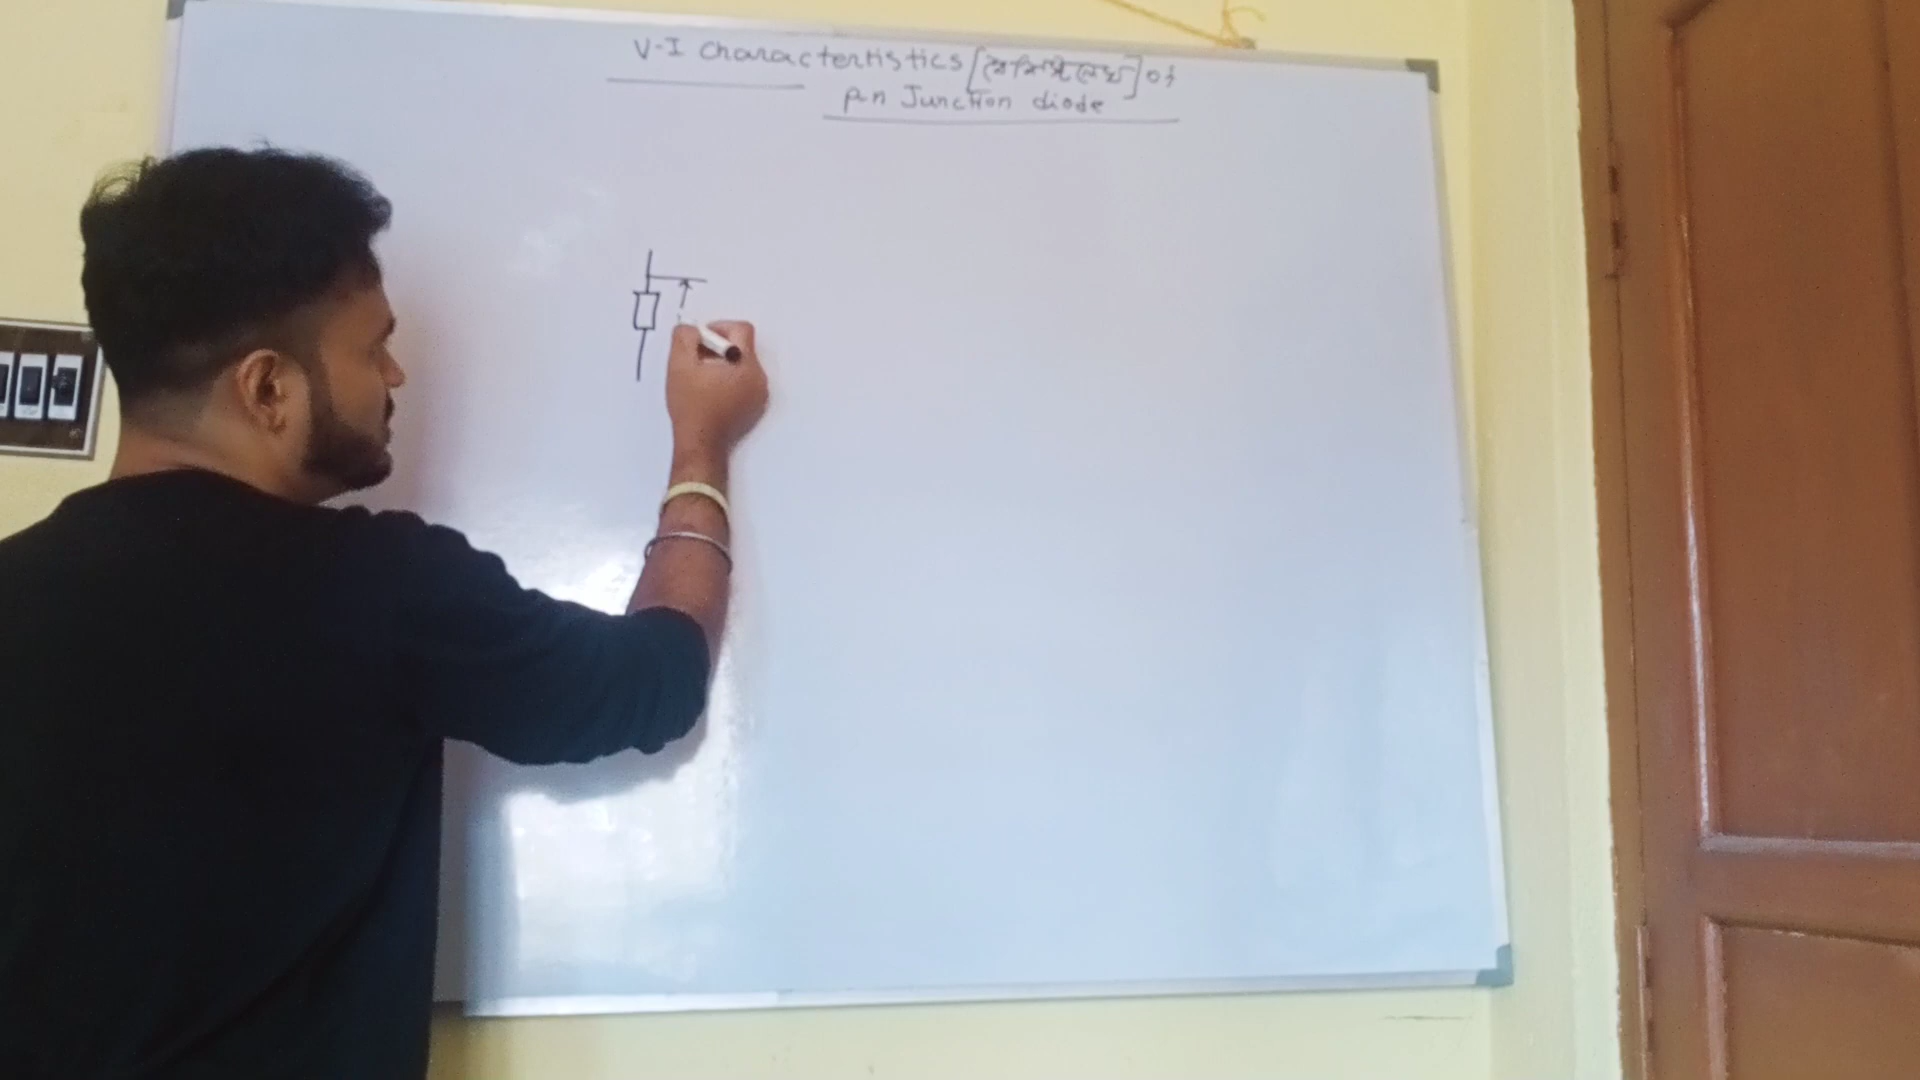 V-I Characteristics [বৈশিষ্ট্য লেখ] of
pn Junction diode